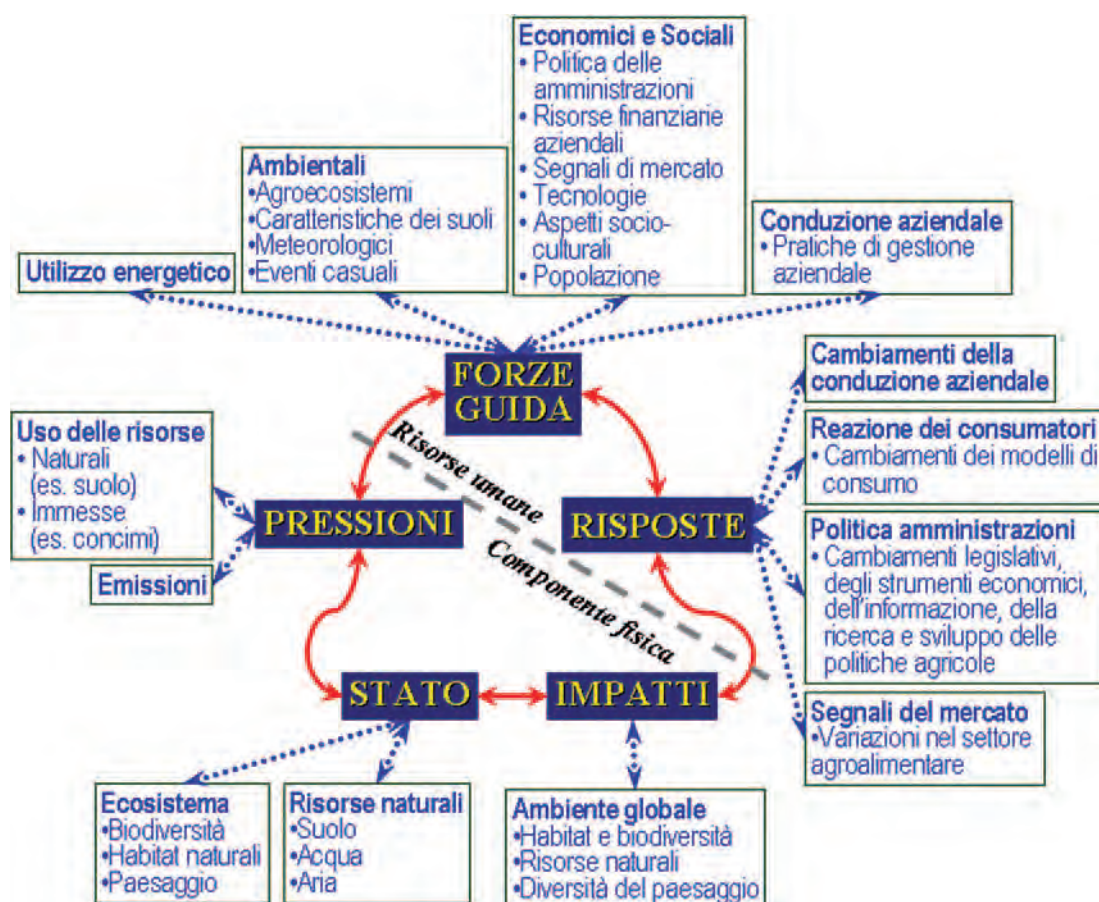 Economici e Sociali
• Politica delle
amministrazioni
• Risorse finanziarie
aziendali
• Segnali di mercato
• Tecnologie
• Aspetti socio-
culturali
• Popolazione
Ambientali
•Agroecosistemi
•Caratteristiche dei suoli
•Meteorologici
•Eventi casuali
Conduzione aziendale
• Pratiche di gestione
aziendale
Utilizzo energetico
FORZE
GUIDA
Cambiamenti della
conduzione aziendale
Uso delle risorse
• Naturali
(es. suolo)
• Immesse
(es. concimi)
Reazione dei consumatori
• Cambiamenti dei modelli di
consumo
Risorse umane
PRESSIONI
RISPOSTE
Componente fisica
Emissioni
Politica amministrazioni
• Cambiamenti legislativi,
degli strumenti economici,
dell'informazione, della
ricerca e sviluppo delle
politiche agricole
STATO
IMPATTI
Segnali del mercato
•Variazioni nel settore
agroalimentare
Ecosistema
•Biodiversità
•Habitat naturali
•Paesaggio
Risorse naturali
•Suolo
•Acqua
•Aria
Ambiente globale
•Habitat e biodiversità
•Risorse naturali
•Diversità del paesaggio